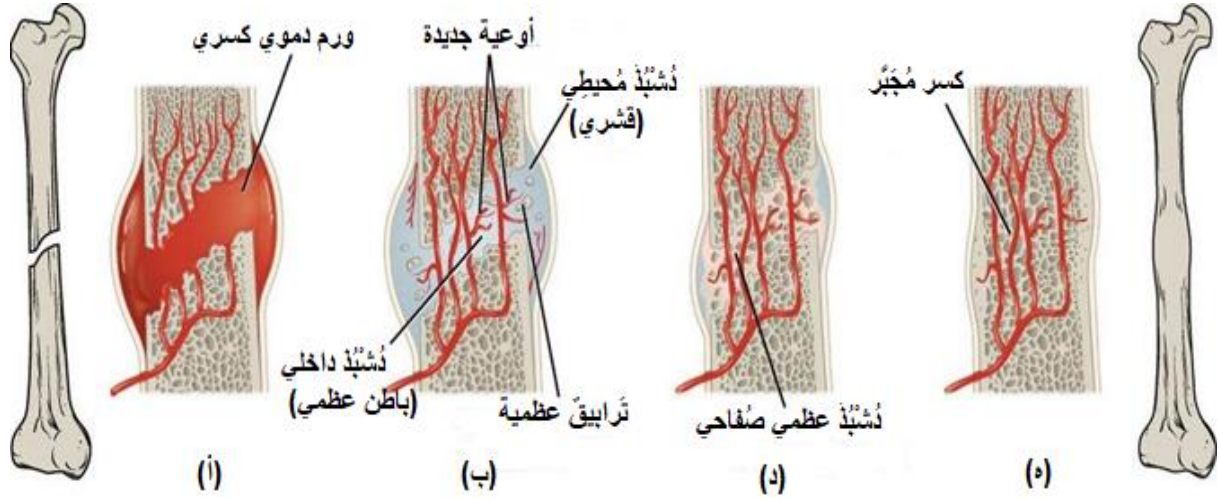 ورم دموي كسري
أوعية جديدة
دُشْبُذ مُحيطِي
(قشري)
كسر مُجَبَّر
دُشْبُذ داخلي
(باطن عظمي)
تَرابيقٌ عظمية
دُشْبُذ عظمي صُفاحي
(أ)
(ب)
(د)
(ه)